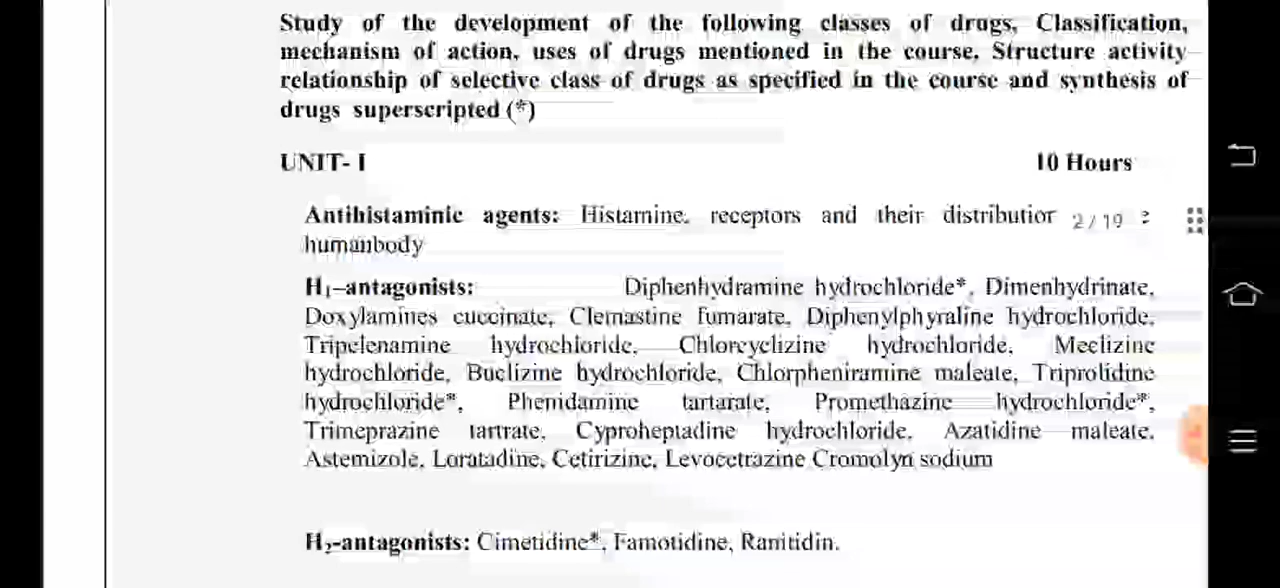 Study of the development of the following classes of drugs, Classification,
mechanism of action, uses of drugs mentioned in the course, Structure activity
relationship of selective class of drugs as specified in the course and synthesis of
drugs superscripted (*)
UNIT- I 10 Hours
Antihistaminic agents: Histamine, receptors and their distribution
humanbody
2/19
H₁–antagonists: Diphenhydramine hydrochloride*, Dimenhydrinate,
Doxylamines cuccinate, Clemastine fumarate, Diphenylphyraline hydrochloride,
Tripelenamine hydrochloride, Chlorcyclizine hydrochloride, Meclizine
hydrochloride, Buclizine hydrochloride, Chlorpheniramine maleate, Triprolidine
hydrochloride*, Phenidamine tartarate, Promethazine hydrochloride*,
Trimeprazine tartrate, Cyproheptadine hydrochloride, Azatidine maleate,
Astemizole, Loratadine, Cetirizine, Levocetrazine Cromolyn sodium
H₂-antagonists: Cimetidine*, Famotidine, Ranitidin.